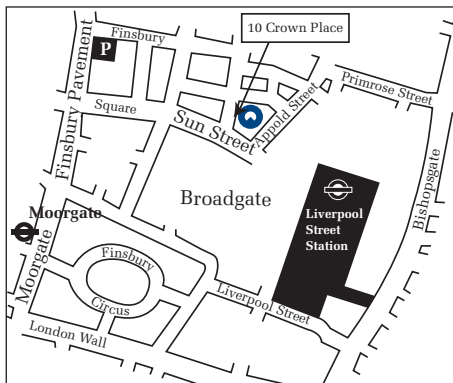 10 Crown Place
Finsbury
P
Finsbury Pavement
Square
Sun Street
Appold Street
Primrose Street
Bishopsgate
Broadgate
Liverpool
Street
Station
Moorgate
Moorgate
Finsbury
Circus
Liverpool Street
London Wall